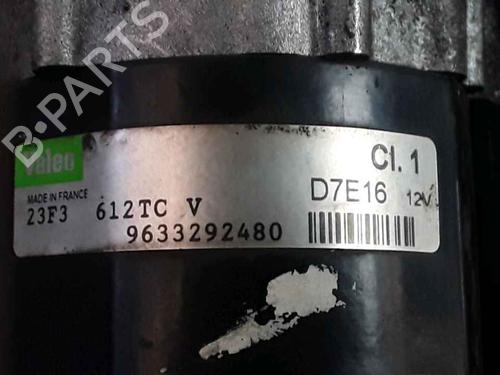 B-PARTS
Valeo
Cl. 1
MADE IN FRANCE
D7E16 12V
23F3 612TC V
9633292480